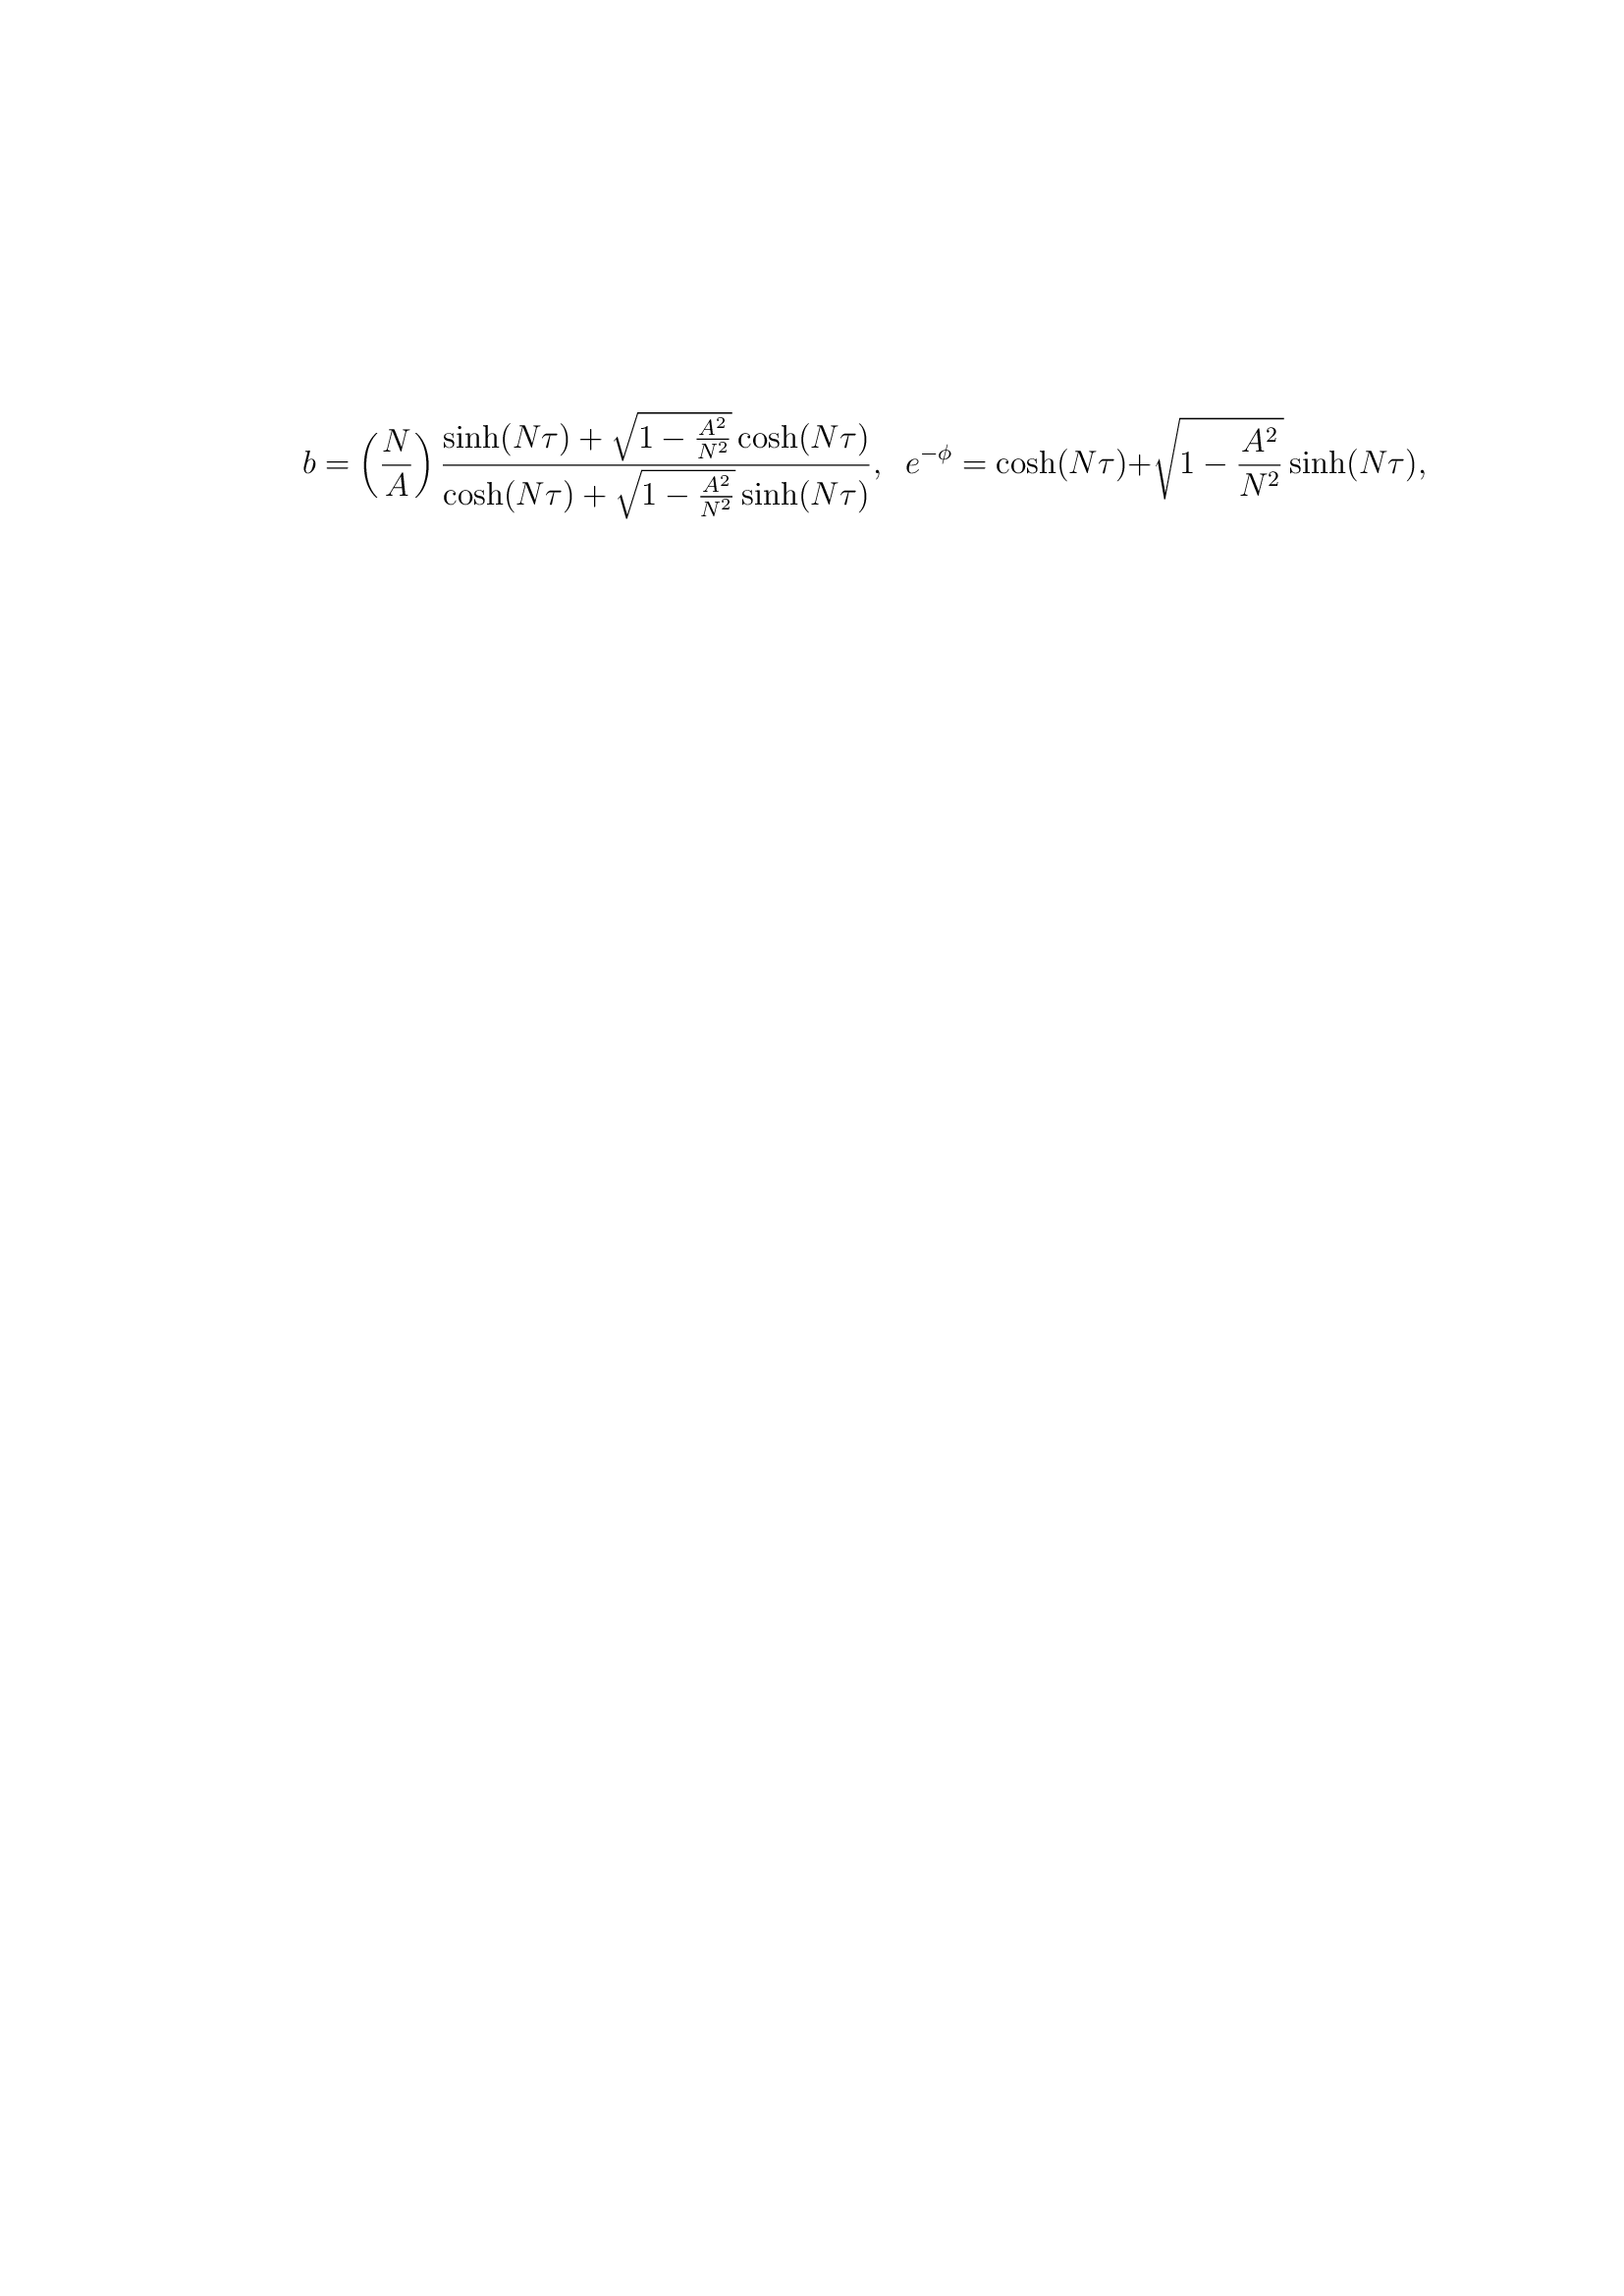 $b = \left(\frac{N}{A}\right) \frac{\sinh(N\tau) + \sqrt{1 - \frac{A^2}{N^2}} \cosh(N\tau)}{\cosh(N\tau) + \sqrt{1 - \frac{A^2}{N^2}} \sinh(N\tau)}, \;\; e^{-\phi} = \cosh(N\tau) + \sqrt{1 - \frac{A^2}{N^2}} \sinh(N\tau),$